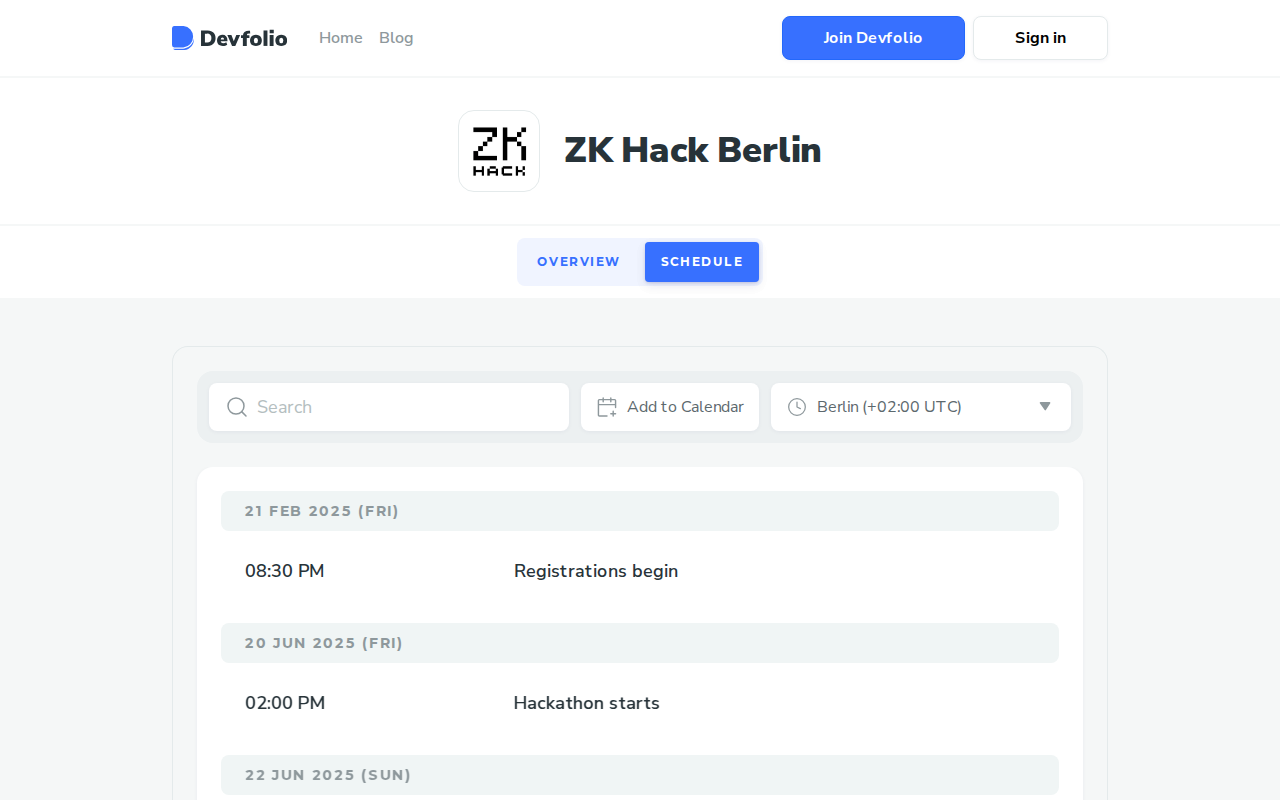 Devfolio Home Blog Join Devfolio Sign in
ZK HACK ZK Hack Berlin
OVERVIEW SCHEDULE
Search Add to Calendar Berlin (+02:00 UTC)
21 FEB 2025 (FRI)
08:30 PM Registrations begin
20 JUN 2025 (FRI)
02:00 PM Hackathon starts
22 JUN 2025 (SUN)